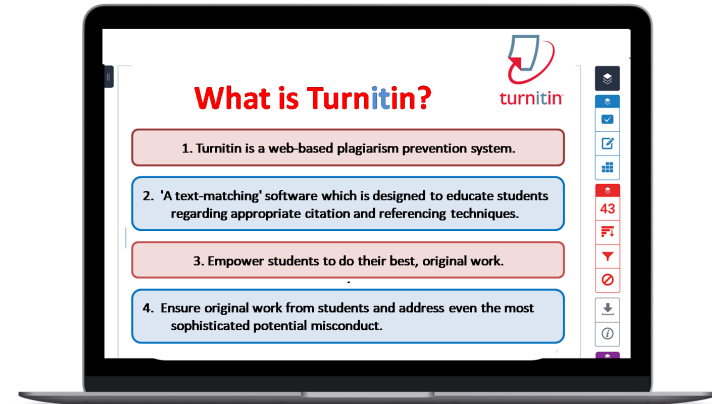 What is Turnitin?
turnitin
1. Turnitin is a web-based plagiarism prevention system.
2. 'A text-matching' software which is designed to educate students
regarding appropriate citation and referencing techniques.
3. Empower students to do their best, original work.
4. Ensure original work from students and address even the most
sophisticated potential misconduct.
43